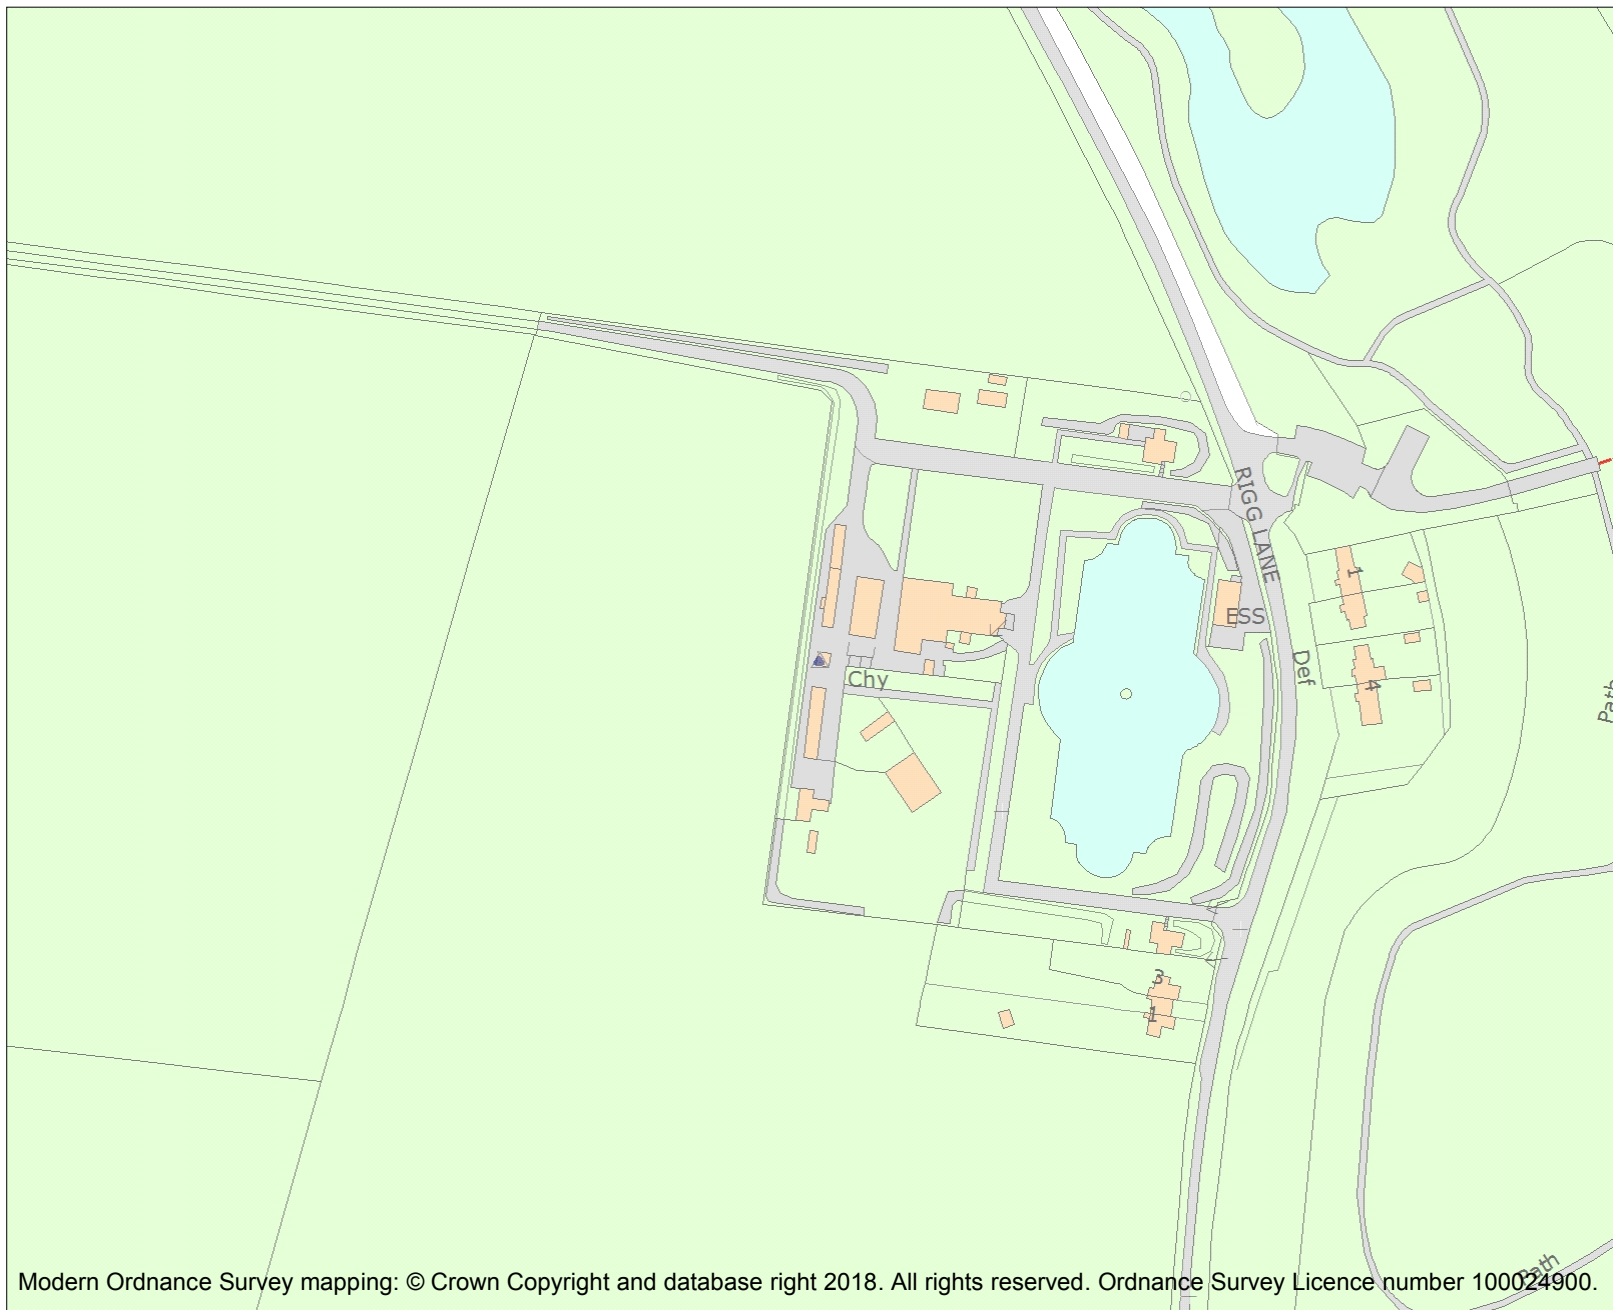 RIGG LANE
1
ESS
Def
4
Chy
Path
3
1
Path
Modern Ordnance Survey mapping: © Crown Copyright and database right 2018. All rights reserved. Ordnance Survey Licence number 100024900.